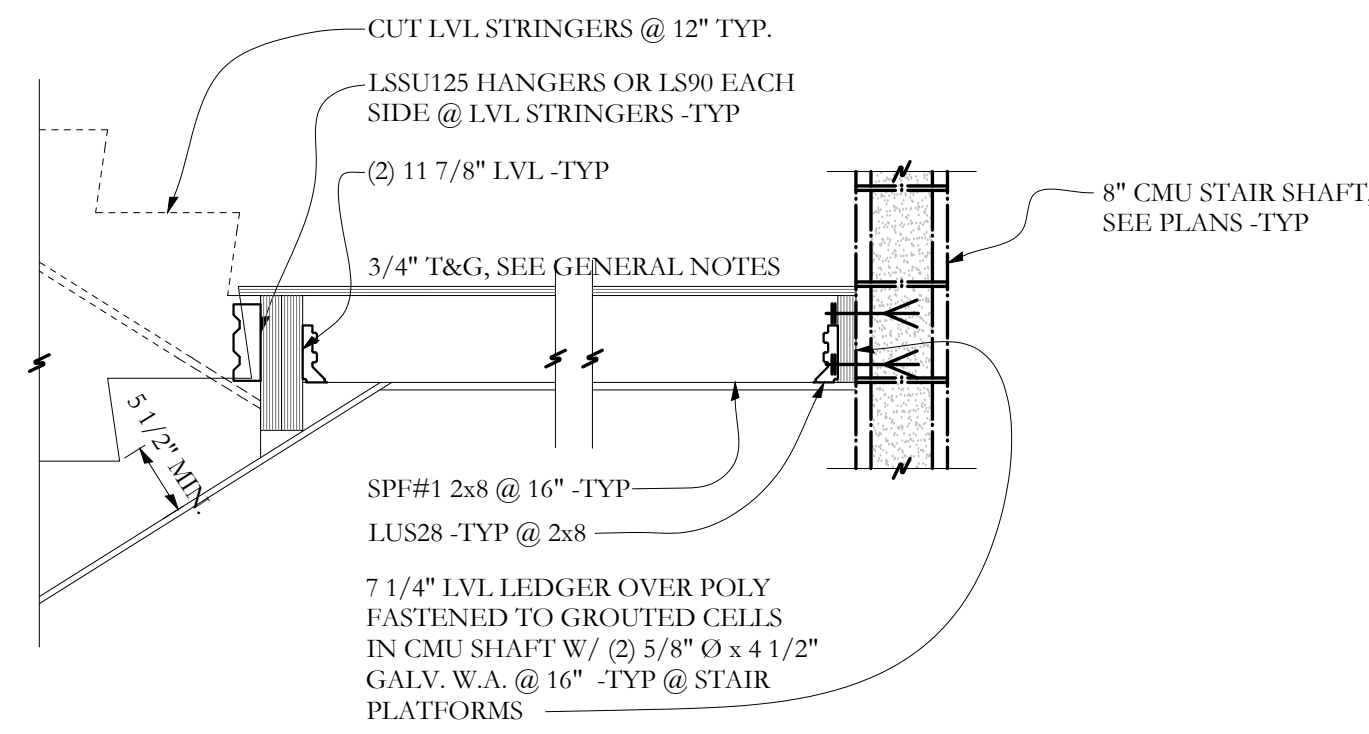 CUT LVL STRINGERS @ 12" TYP.
LSSU125 HANGERS OR LS90 EACH
SIDE @ LVL STRINGERS -TYP
(2) 11 7/8" LVL -TYP
8" CMU STAIR SHAFT,
SEE PLANS -TYP
3/4" T&G, SEE GENERAL NOTES
5 1/2" MIN.
SPF#1 2x8 @ 16" -TYP
LUS28 -TYP @ 2x8
7 1/4" LVL LEDGER OVER POLY
FASTENED TO GROUTED CELLS
IN CMU SHAFT W/ (2) 5/8" Ø x 4 1/2"
GALV. W.A. @ 16" -TYP @ STAIR
PLATFORMS